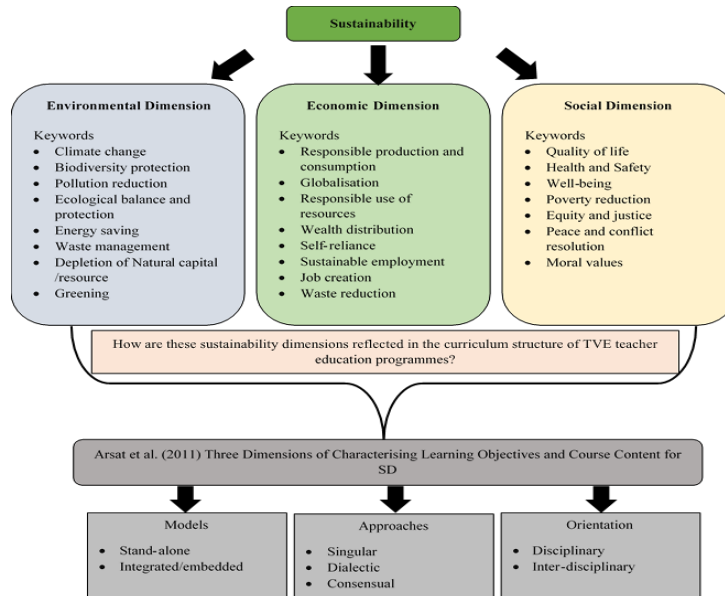 Sustainability
Environmental Dimension
Keywords
• Climate change
• Biodiversity protection
• Pollution reduction
• Ecological balance and
protection
• Energy saving
• Waste management
• Depletion of Natural capital
/resource
• Greening
Economic Dimension
Keywords
• Responsible production and
consumption
• Globalisation
• Responsible use of
resources
• Wealth distribution
• Self-reliance
• Sustainable employment
• Job creation
• Waste reduction
Social Dimension
Keywords
• Quality of life
• Health and Safety
• Well-being
• Poverty reduction
• Equity and justice
• Peace and conflict
resolution
• Moral values
How are these sustainability dimensions reflected in the curriculum structure of TVE teacher
education programmes?
Arsat et al. (2011) Three Dimensions of Characterising Learning Objectives and Course Content for
SD
Models
• Stand-alone
• Integrated/embedded
Approaches
• Singular
• Dialectic
• Consensual
Orientation
• Disciplinary
• Inter-disciplinary